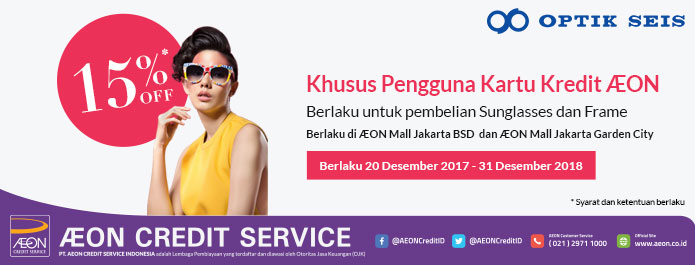 OPTIK SEIS
15%*
OFF
Khusus Pengguna Kartu Kredit ÆON
Berlaku untuk pembelian Sunglasses dan Frame
Berlaku di ÆON Mall Jakarta BSD dan ÆON Mall Jakarta Garden City
Berlaku 20 Desember 2017 - 31 Desember 2018
* Syarat dan ketentuan berlaku
ÆON
CREDIT SERVICE
ÆON CREDIT SERVICE
PT. AEON CREDIT SERVICE INDONESIA adalah Lembaga Pembiayaan yang terdaftar dan diawasi oleh Otoritas Jasa Keuangan (OJK)
@AEONCreditID
@AEONCreditID
AEON Customer Service
( 021 ) 2971 1000
Official Site
www.aeon.co.id